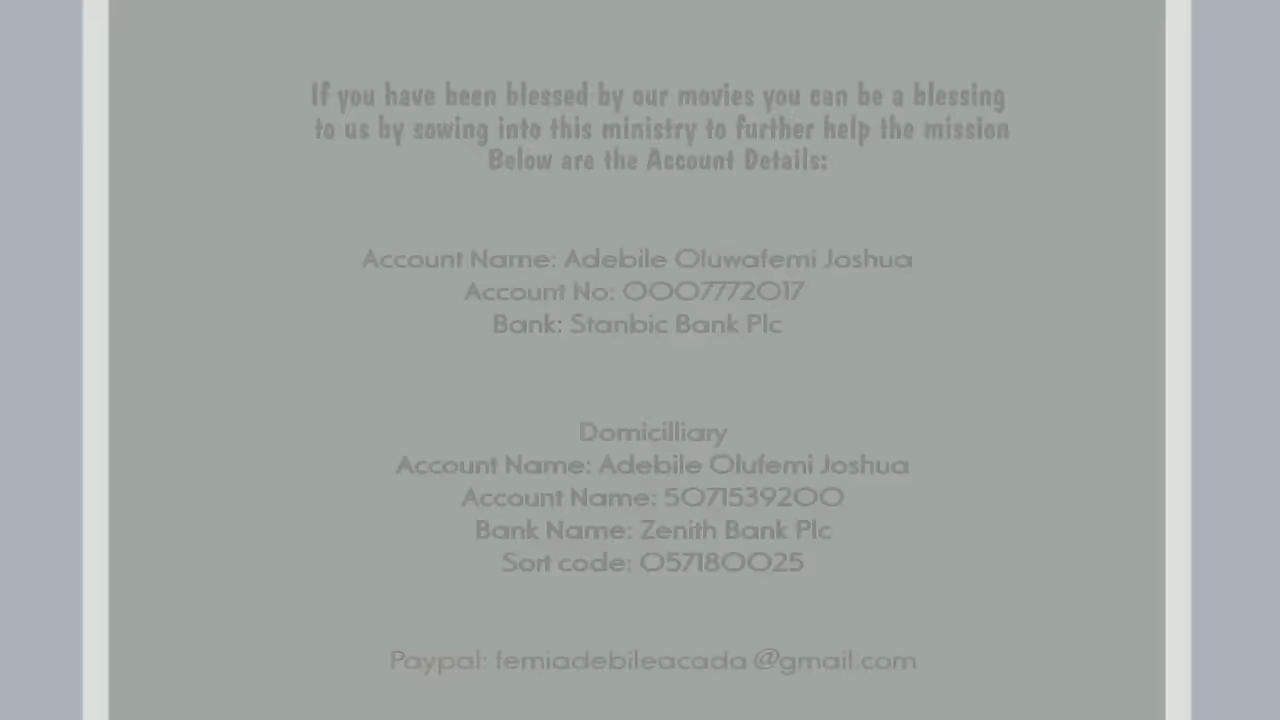 If you have been blessed by our movies you can be a blessing
to us by sowing into this ministry to further help the mission
Below are the Account Details:
Account Name: Adebile Oluwafemi Joshua
Account No: 0007772017
Bank: Stanbic Bank Plc
Domicilliary
Account Name: Adebile Olufemi Joshua
Account Name: 5071539200
Bank Name: Zenith Bank Plc
Sort code: 057180025
Paypal: femiadebileacada@gmail.com